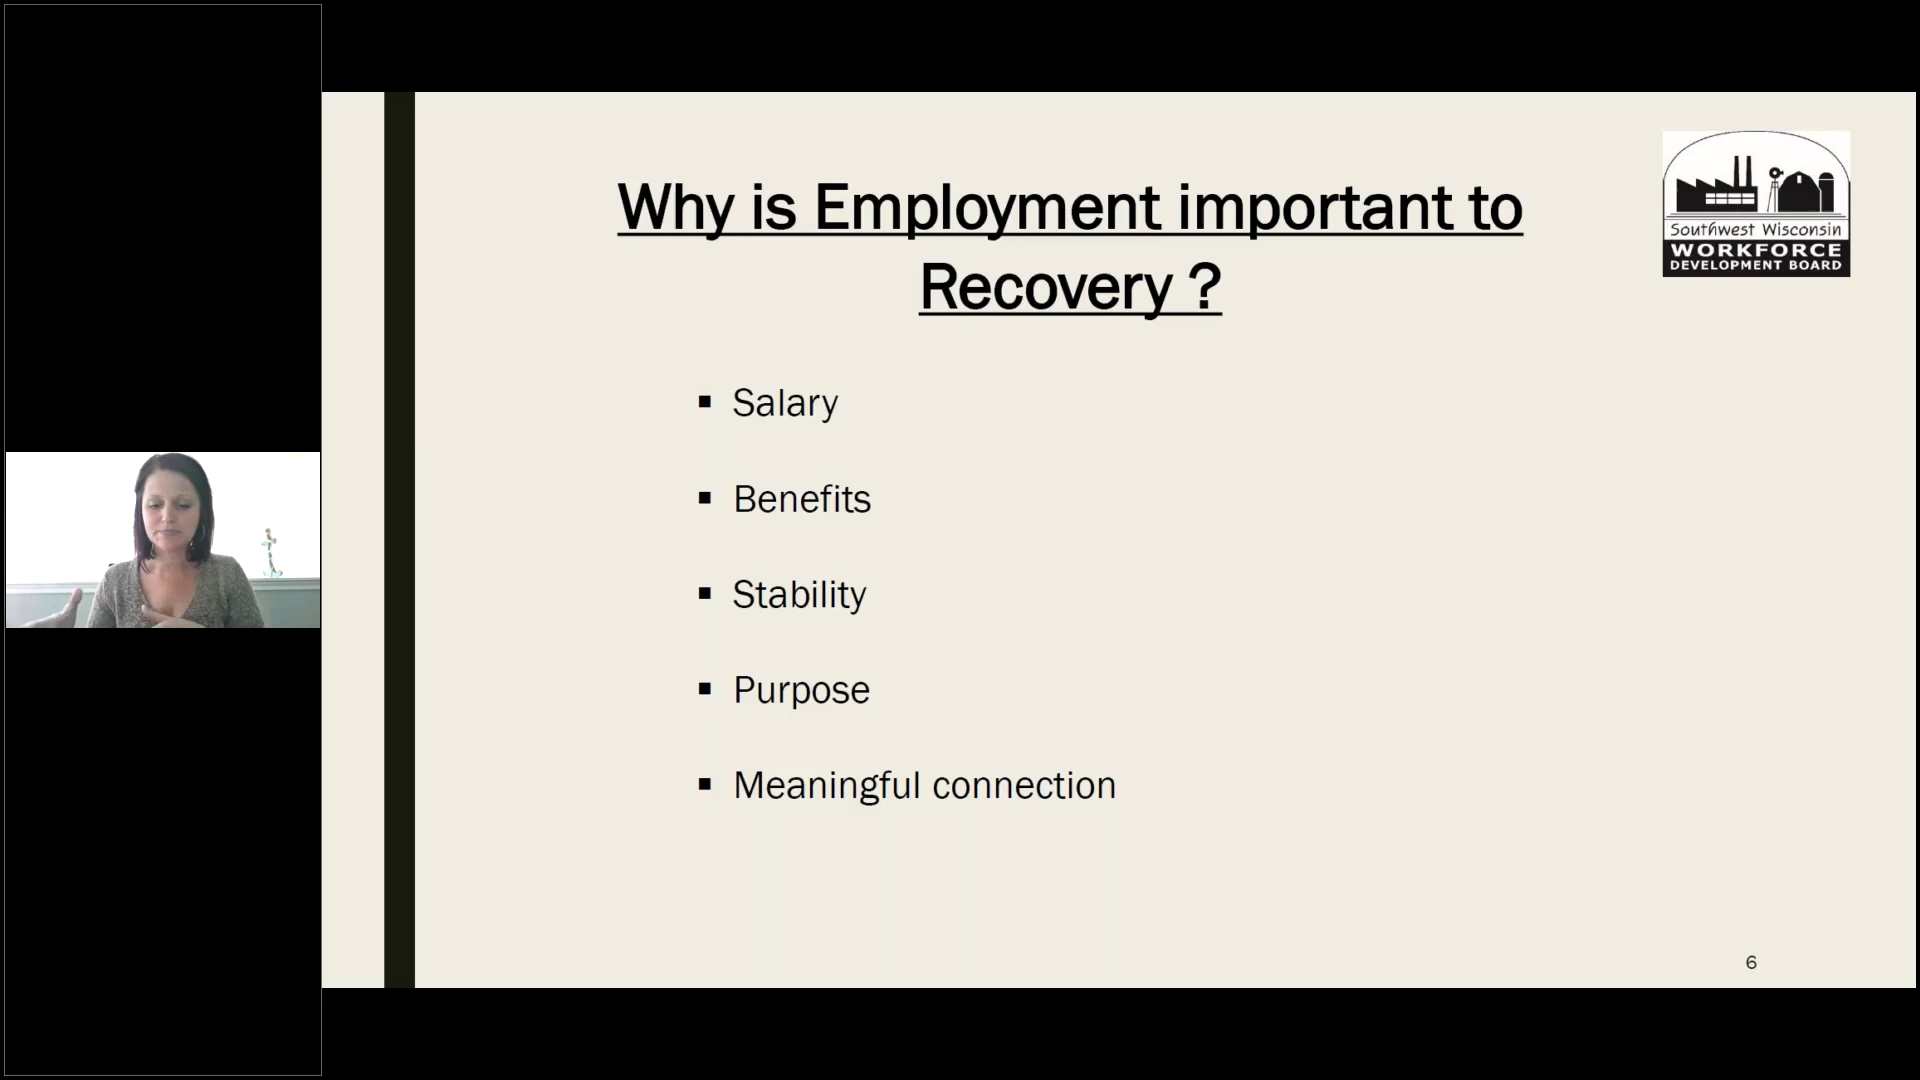 Why is Employment important to
Recovery ?
Southwest Wisconsin
WORKFORCE
DEVELOPMENT BOARD
▪ Salary
▪ Benefits
▪ Stability
▪ Purpose
▪ Meaningful connection
6